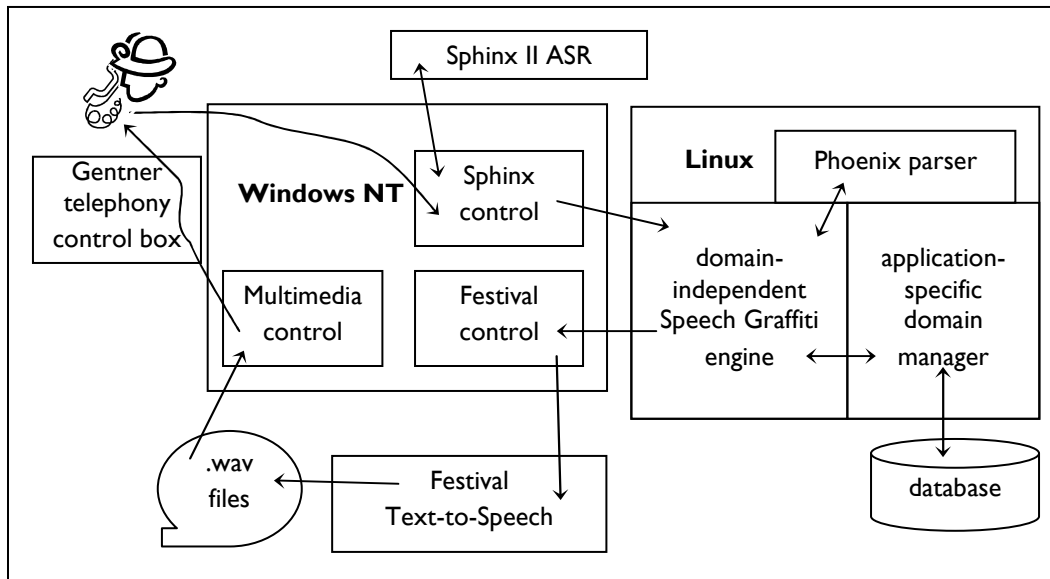 Sphinx II ASR
Gentner
telephony
control box
Windows NT
Sphinx
control
Linux
Phoenix parser
Multimedia
control
Festival
control
domain-
independent
Speech Graffiti
engine
application-
specific
domain
manager
.wav
files
Festival
Text-to-Speech
database